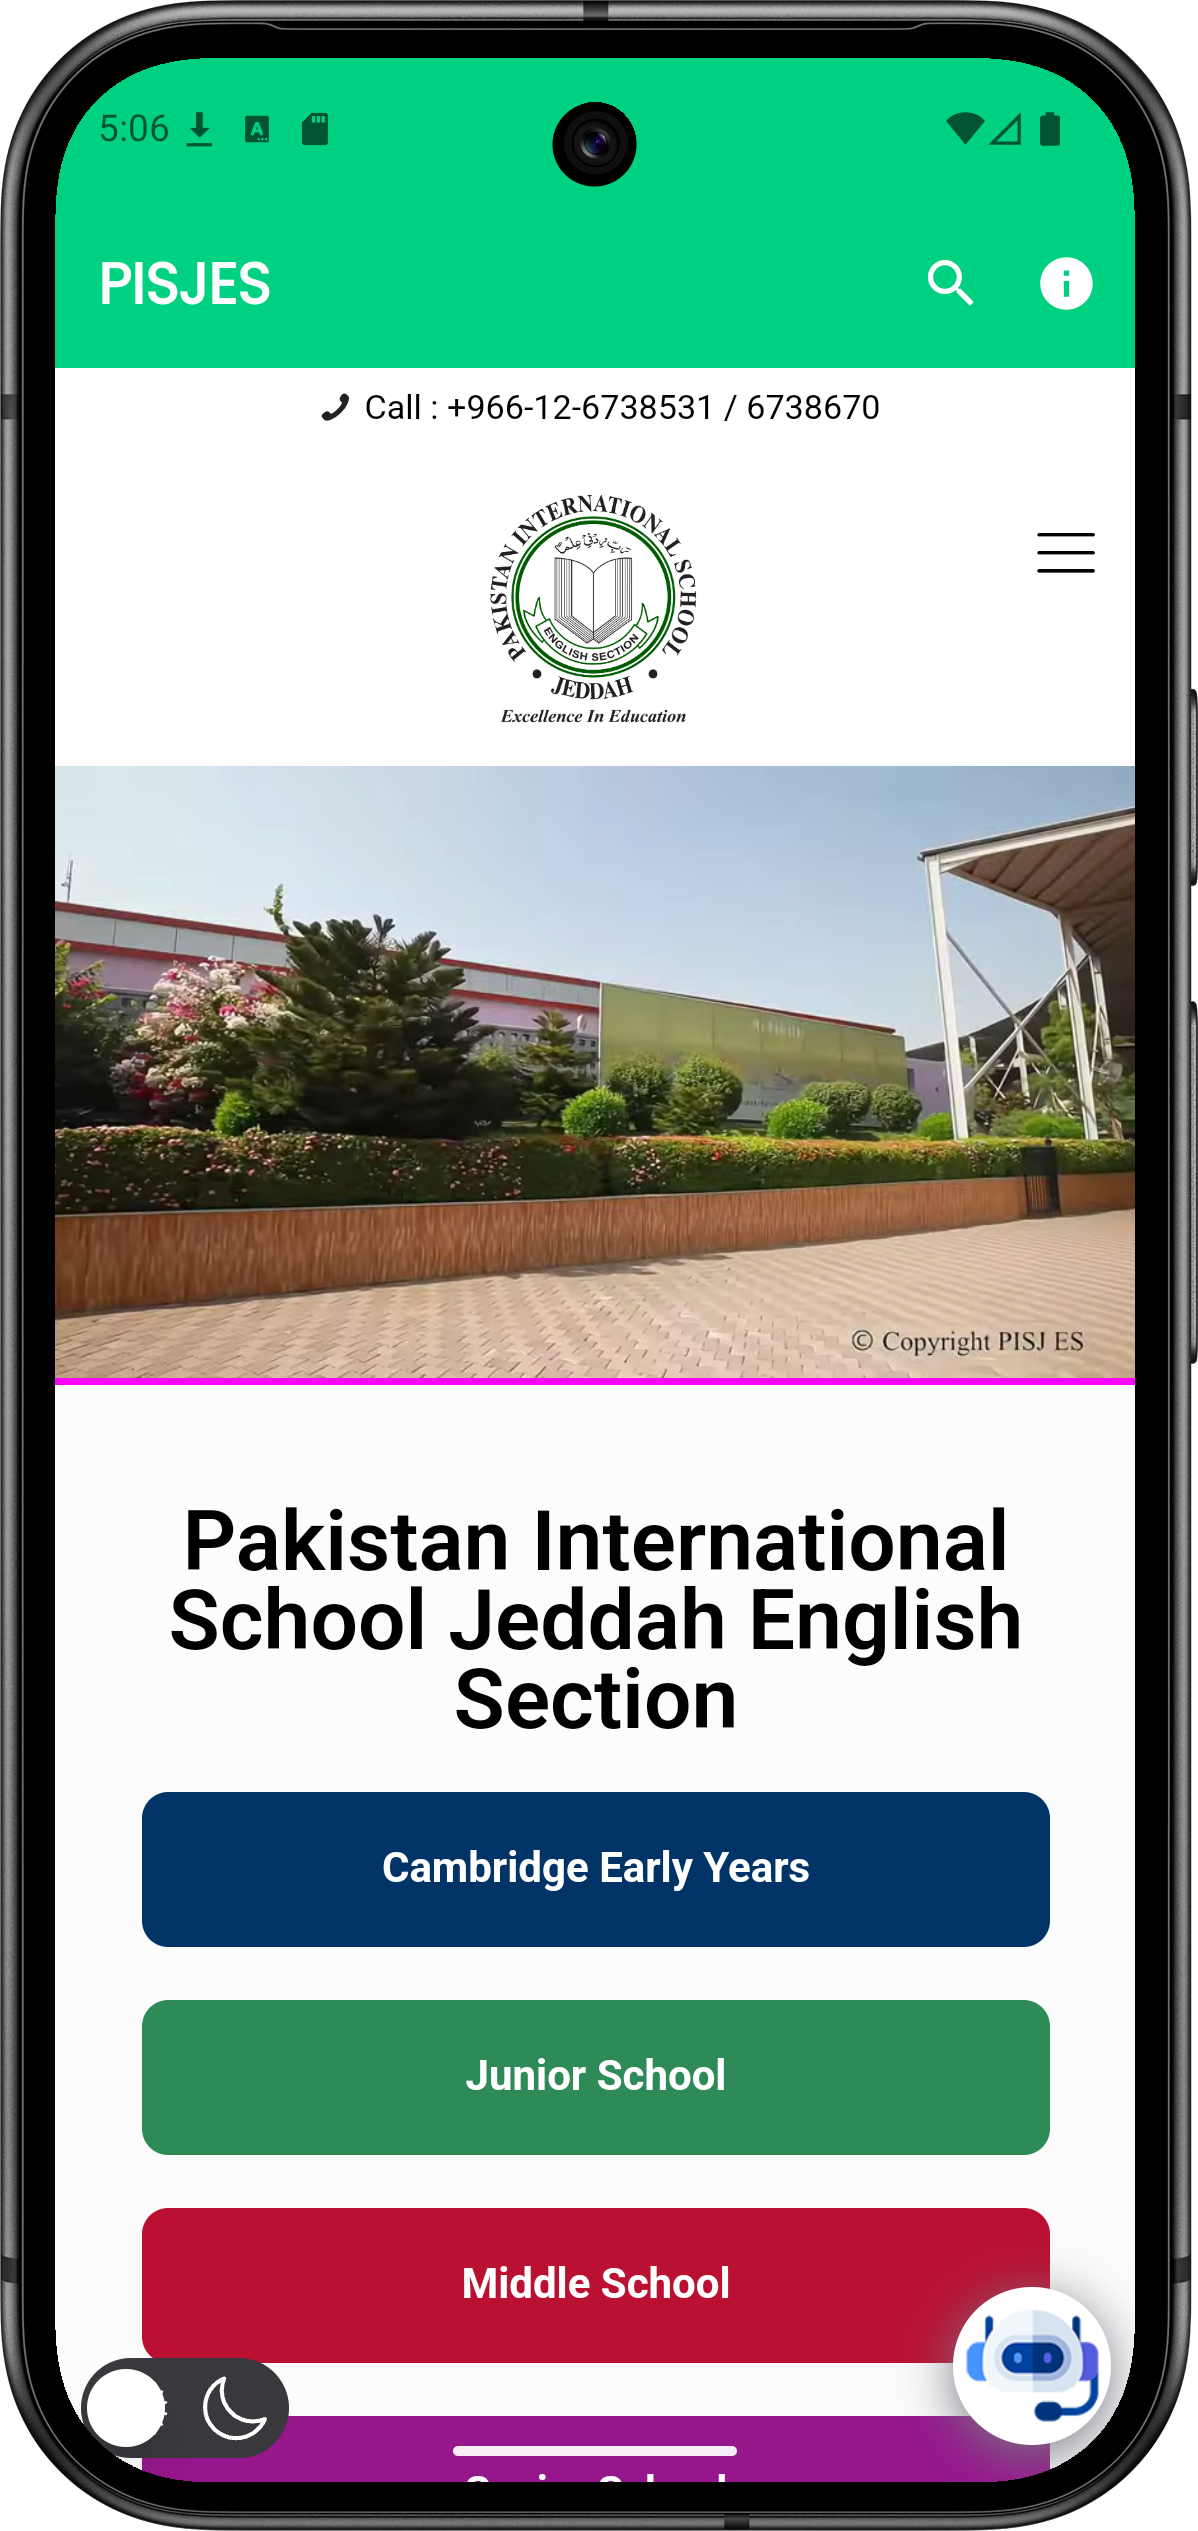 5:06
PISJES
Call : +966-12-6738531 / 6738670
PAKISTAN INTERNATIONAL SCHOOL
ENGLISH SECTION
• JEDDAH •
Excellence In Education
© Copyright PISJ ES
Pakistan International
School Jeddah English
Section
Cambridge Early Years
Junior School
Middle School